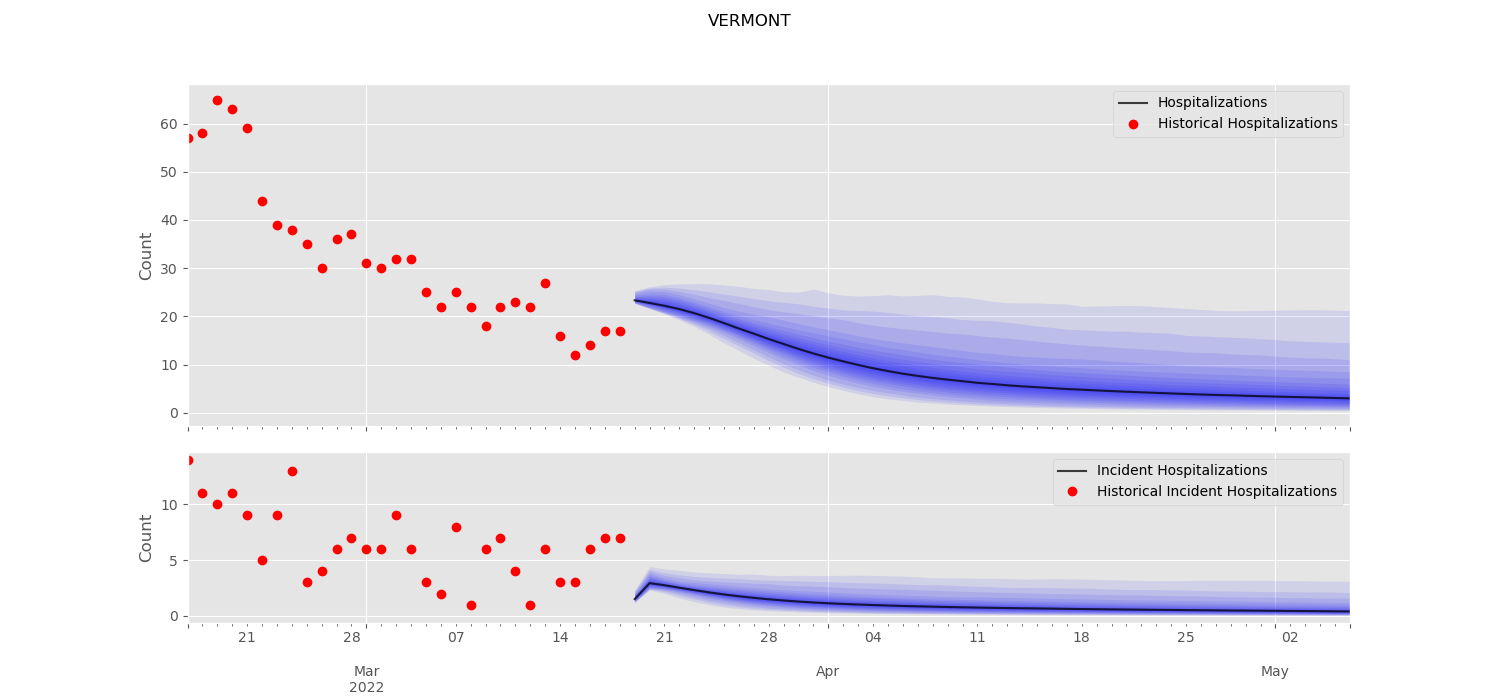 VERMONT
Hospitalizations
Historical Hospitalizations
Count
60
50
40
30
20
10
0
Incident Hospitalizations
Historical Incident Hospitalizations
Count
10
5
0
21 28 07 14 21 28 04 11 18 25 02
Mar Apr May
2022